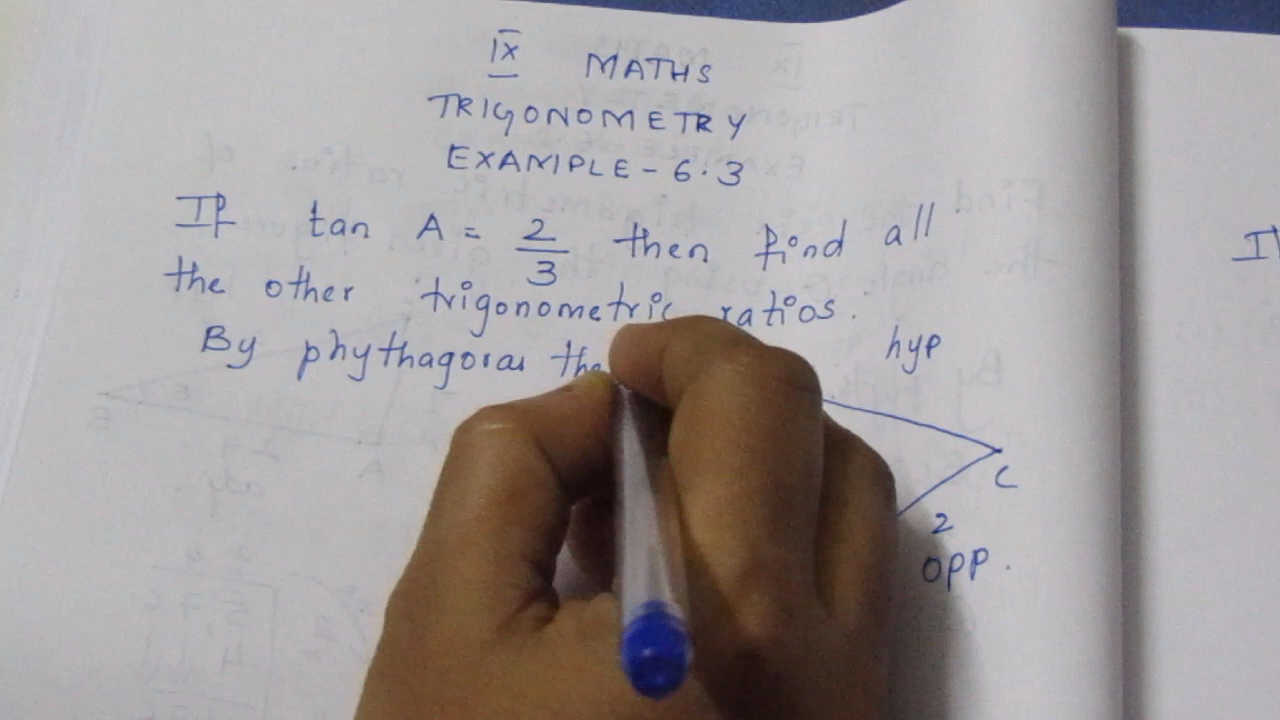 IX MATHS
TRIGONOMETRY
EXAMPLE - 6.3
If tan A = 2/3 then find all
the other trigonometric ratios.
By phythagoras the
hyp
C
2
opp.
If